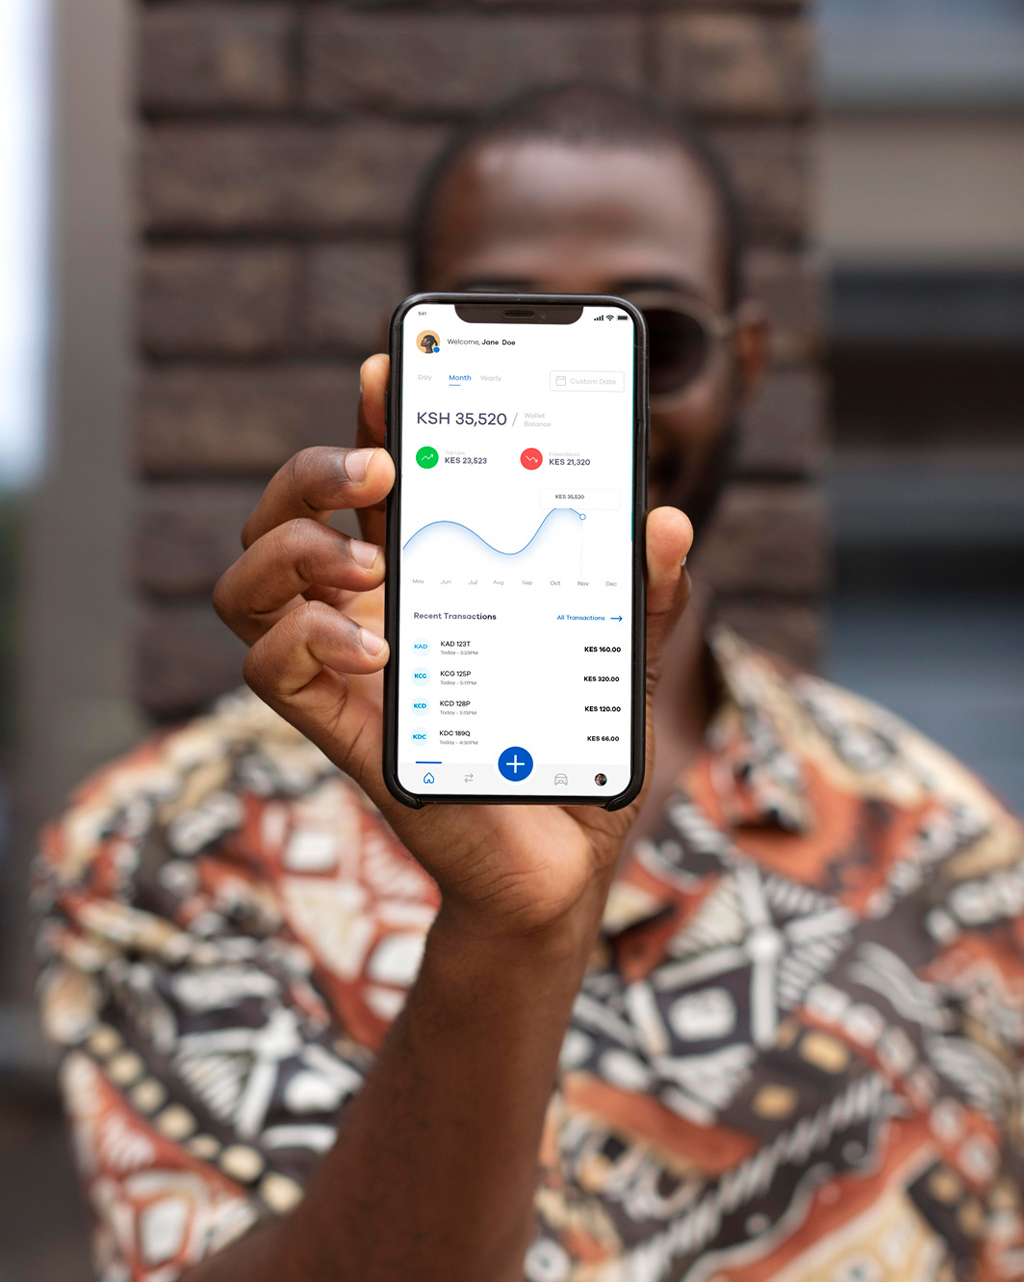 9:41
Welcome, Jane Doe
Day Month Yearly
Custom Date
KSH 35,520 / Wallet
Balance
KES 23,523
Expenditure
KES 21,320
KES 35,520
May Jun Jul Aug Sep Oct Nov Dec
Recent Transactions
All Transactions
KAD
KAD 123T
KES 160.00
Today - 5:23PM
KCG
KCG 125P
KES 320.00
Today - 5:17PM
KCD
KCD 128P
KES 120.00
Today - 5:13PM
KDC
KDC 189Q
KES 66.00
Today - 4:30PM